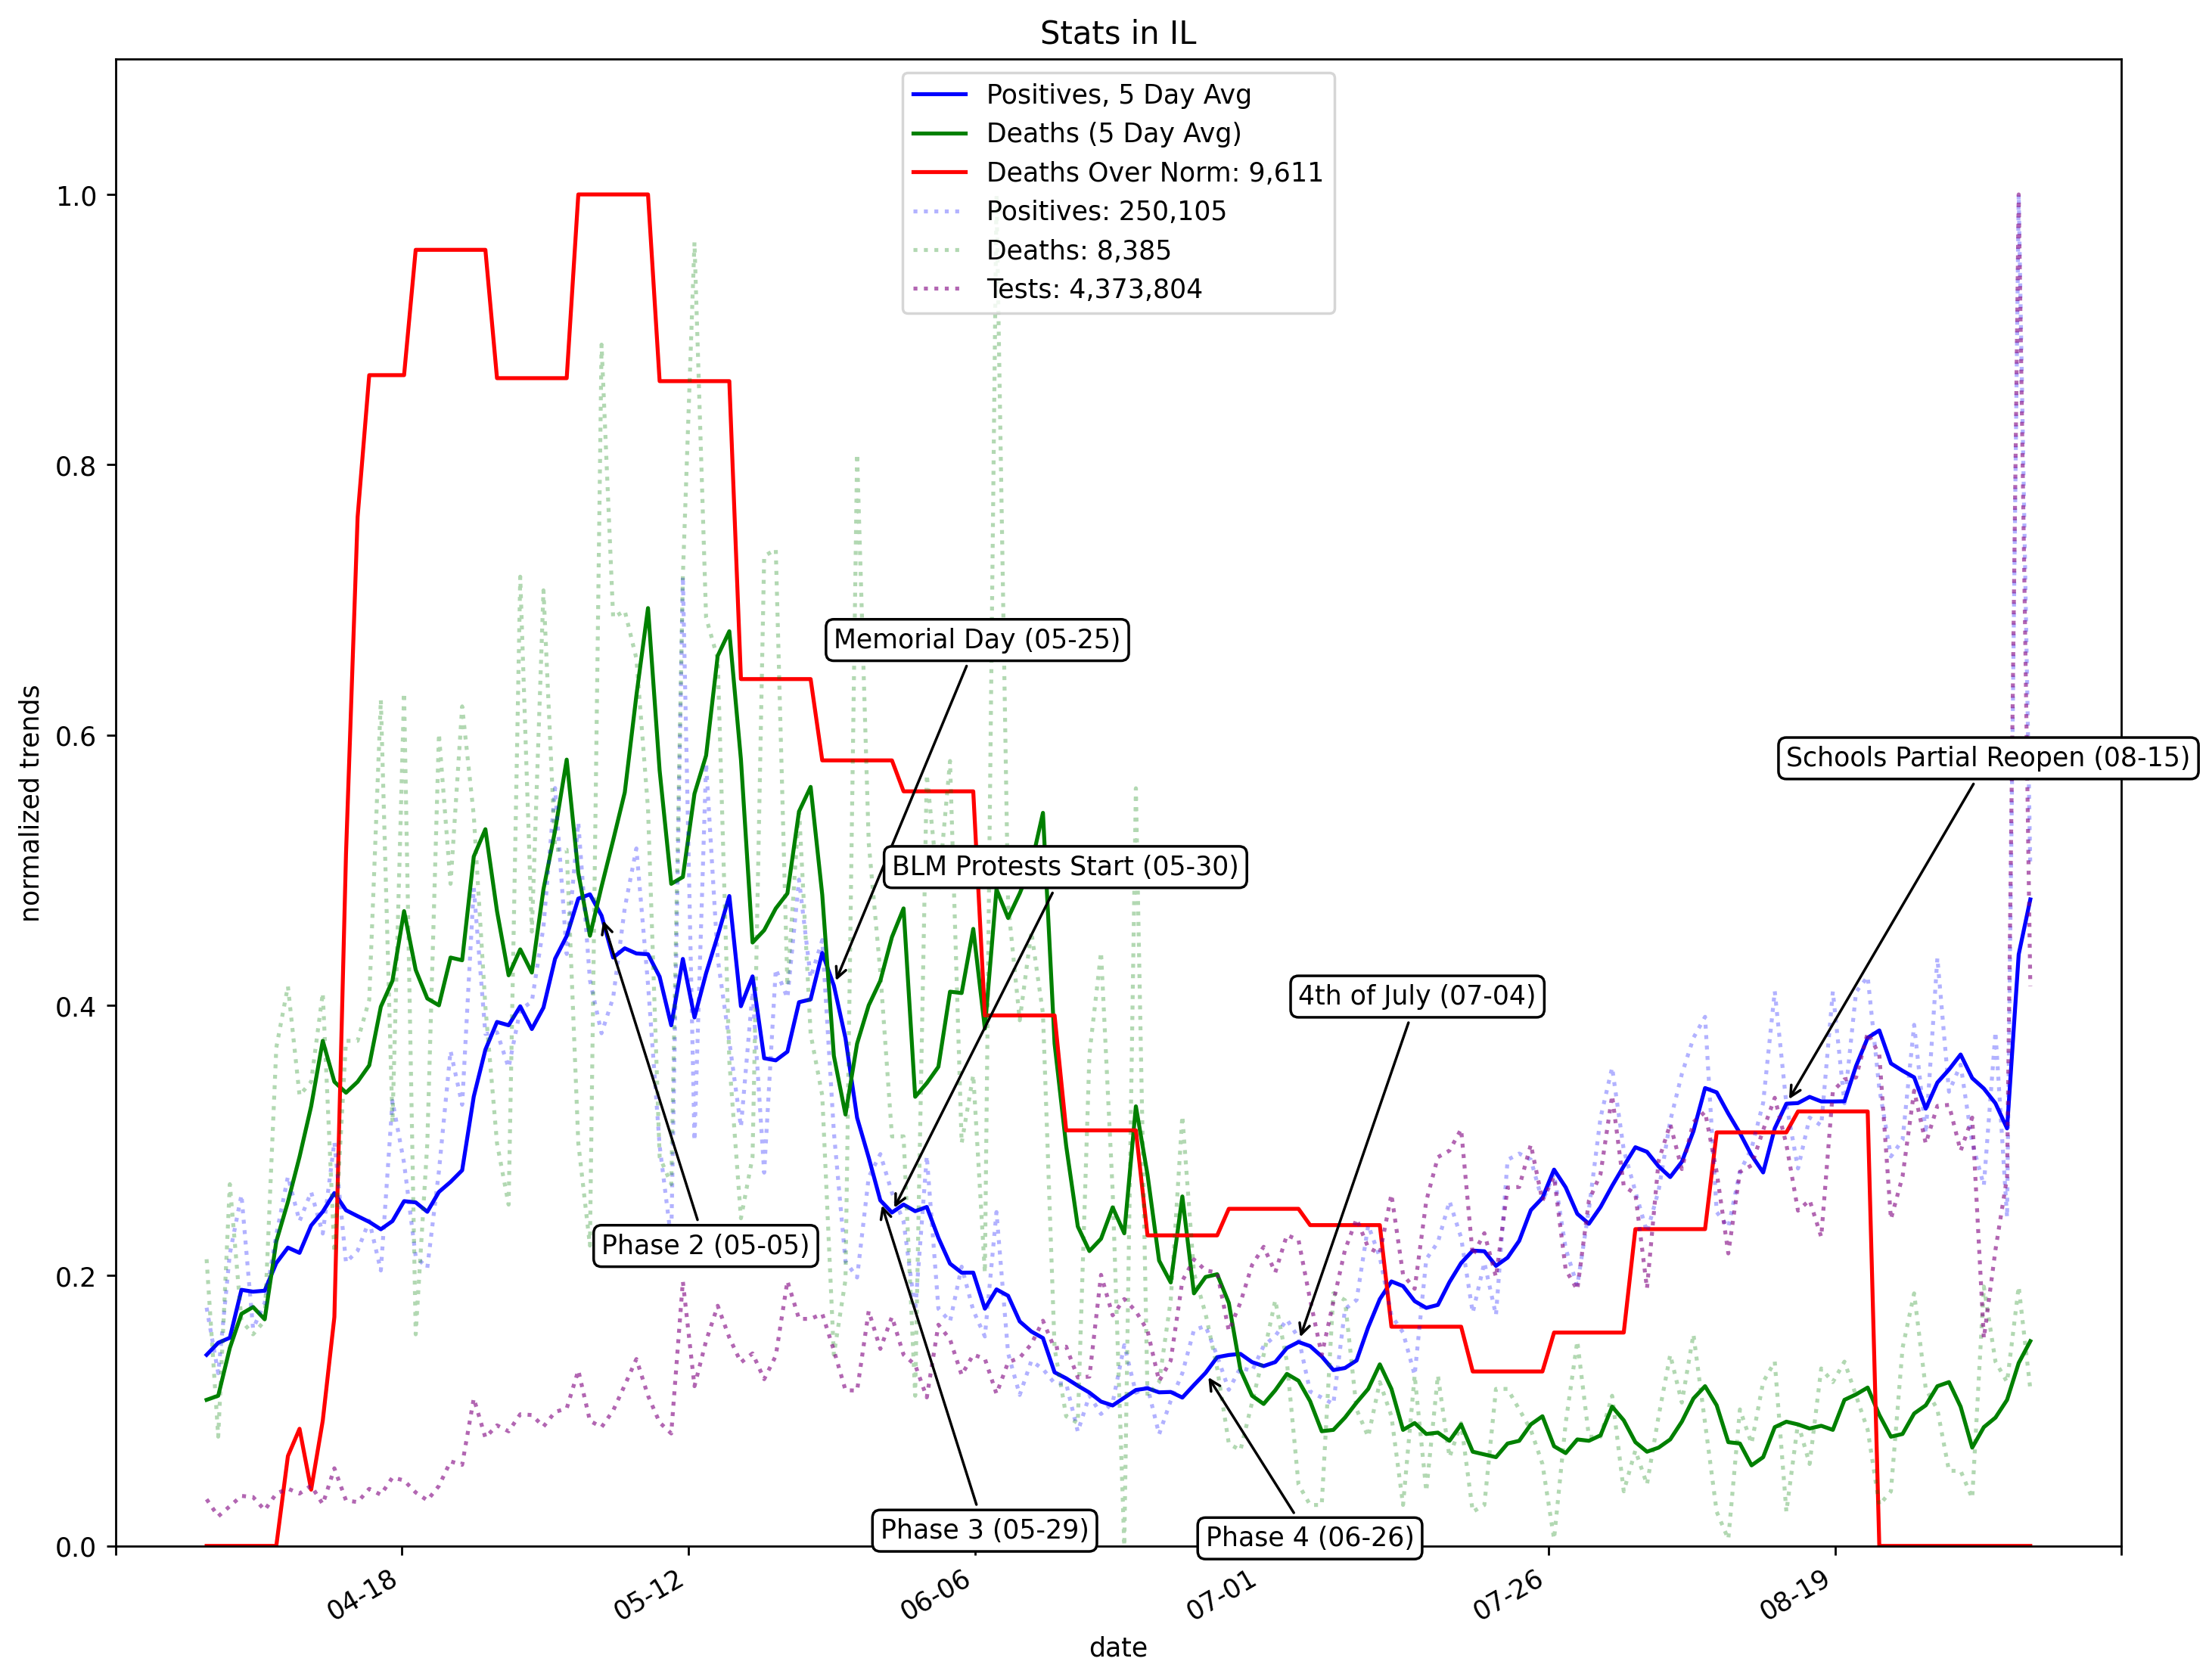 Stats in IL
Positives, 5 Day Avg
Deaths (5 Day Avg)
Deaths Over Norm: 9,611
Positives: 250,105
Deaths: 8,385
Tests: 4,373,804
1.0
0.8
0.6
0.4
0.2
0.0
normalized trends
Memorial Day (05-25)
Schools Partial Reopen (08-15)
BLM Protests Start (05-30)
4th of July (07-04)
Phase 2 (05-05)
Phase 3 (05-29)
Phase 4 (06-26)
04-18
05-12
06-06
07-01
07-26
08-19
date